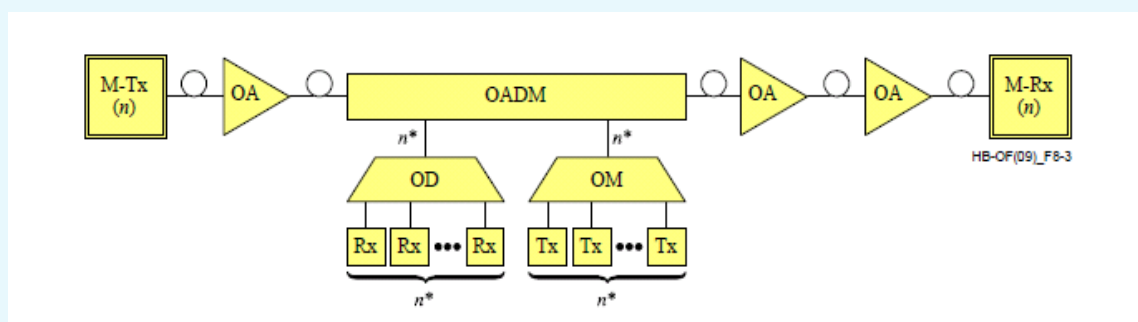 M-Tx
(n)
OA
OADM
OA
OA
M-Rx
(n)
HB-OF(09)_F8-3
n*
n*
OD
OM
Rx Rx ••• Rx
Tx Tx ••• Tx
n*
n*